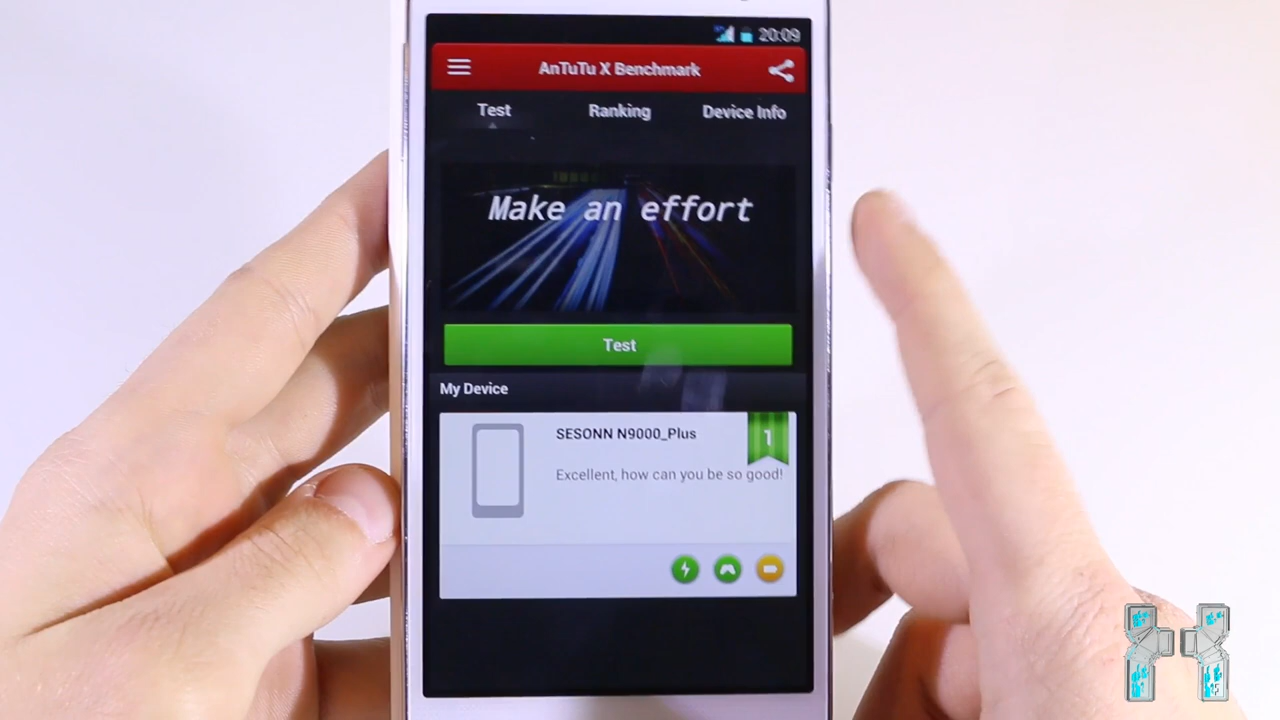 20:09
AnTuTu X Benchmark
Test Ranking Device Info
Make an effort
Test
My Device
SESONN N9000_Plus
1
Excellent, how can you be so good!